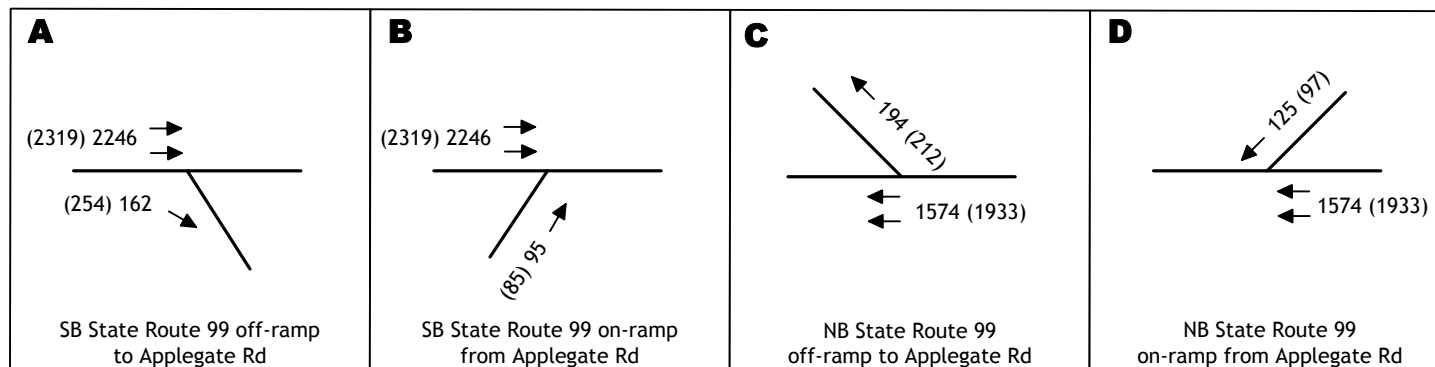 A
(2319) 2246
(254) 162
SB State Route 99 off-ramp
to Applegate Rd
B
(2319) 2246
(85) 95
SB State Route 99 on-ramp
from Applegate Rd
C
194 (212)
1574 (1933)
NB State Route 99
off-ramp to Applegate Rd
D
125 (97)
1574 (1933)
NB State Route 99
on-ramp from Applegate Rd